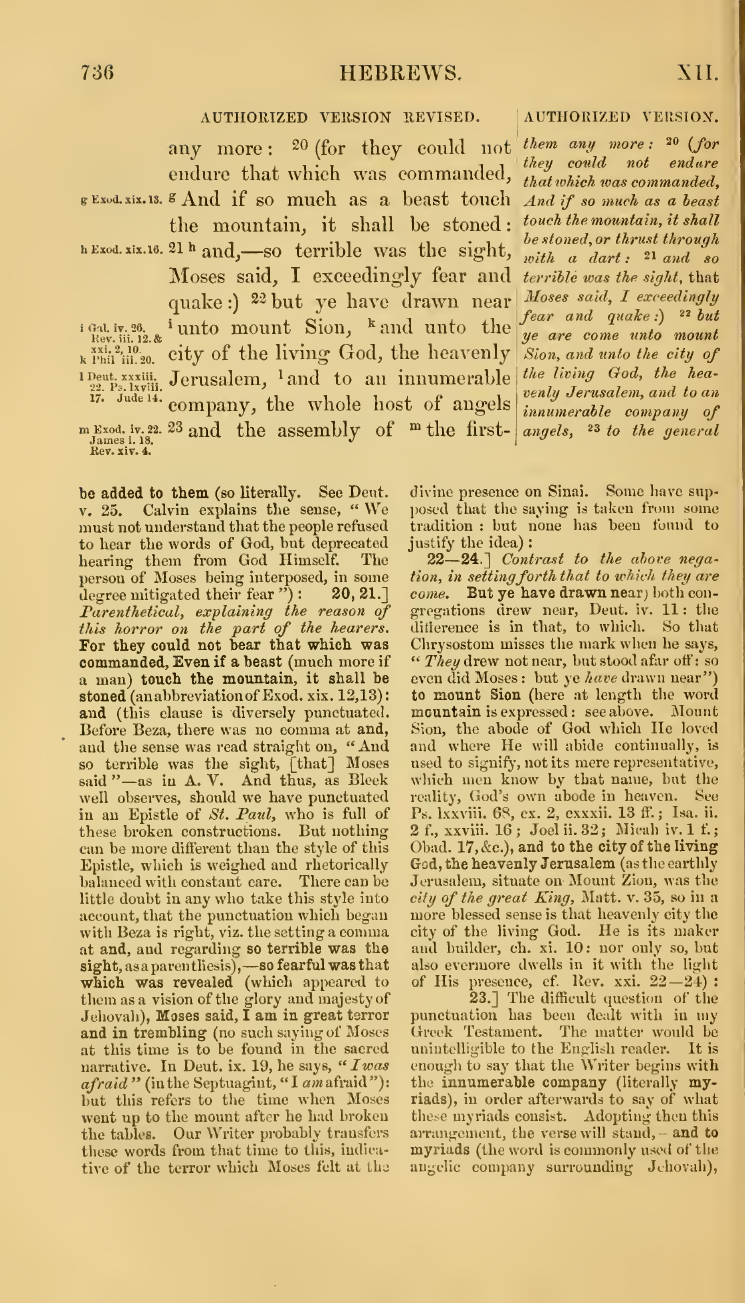 736
HEBREWS.
XII.
AUTHORIZED VERSION REVISED.
any more: 20 (for they could not
endure that which was commanded,
g Exod. xix. 13. g And if so much as a beast touch
the mountain, it shall be stoned:
h Exod. xix. 16. 21 h and,—so terrible was the sight,
Moses said, I exceedingly fear and
quake:) 22 but ye have drawn near
i Gal. iv. 26.
Rev. iii. 12. &
xxi. 2, 10.
k Phil iii. 20.
i unto mount Sion, k and unto the
city of the living God, the heavenly
l Deut. xxxiii.
22. Ps. lxviii.
17. Jude 14.
Jerusalem, l and to an innumerable
company, the whole host of angels
m Exod. iv. 22.
James i. 18.
Rev. xiv. 4.
23 and the assembly of m the first-
AUTHORIZED VERSION.
them any more: 20 (for
they could not endure
that which was commanded,
And if so much as a beast
touch the mountain, it shall
be stoned, or thrust through
with a dart: 21 and so
terrible was the sight, that
Moses said, I exceedingly
fear and quake:) 22 but
ye are come unto mount
Sion, and unto the city of
the living God, the hea-
venly Jerusalem, and to an
innumerable company of
angels, 23 to the general
be added to them (so literally. See Deut.
v. 25. Calvin explains the sense, “We
must not understand that the people refused
to hear the words of God, but deprecated
hearing them from God Himself. The
person of Moses being interposed, in some
degree mitigated their fear”): 20, 21.]
Parenthetical, explaining the reason of
this horror on the part of the hearers.
For they could not bear that which was
commanded, Even if a beast (much more if
a man) touch the mountain, it shall be
stoned (an abbreviation of Exod. xix. 12, 13):
and (this clause is diversely punctuated.
Before Beza, there was no comma at and,
and the sense was read straight on, “And
so terrible was the sight, [that] Moses
said”—as in A. V. And thus, as Bleek
well observes, should we have punctuated
in an Epistle of St. Paul, who is full of
these broken constructions. But nothing
can be more different than the style of this
Epistle, which is weighed and rhetorically
balanced with constant care. There can be
little doubt in any who take this style into
account, that the punctuation which began
with Beza is right, viz. the setting a comma
at and, and regarding so terrible was the
sight, as a parenthesis),—so fearful was that
which was revealed (which appeared to
them as a vision of the glory and majesty of
Jehovah), Moses said, I am in great terror
and in trembling (no such saying of Moses
at this time is to be found in the sacred
narrative. In Deut. ix. 19, he says, “I was
afraid” (in the Septuagint, “I am afraid”):
but this refers to the time when Moses
went up to the mount after he had broken
the tables. Our Writer probably transfers
these words from that time to this, indica-
tive of the terror which Moses felt at the
divine presence on Sinai. Some have sup-
posed that the saying is taken from some
tradition: but none has been found to
justify the idea):
22—24.] Contrast to the above nega-
tion, in setting forth that to which they are
come. But ye have drawn near) both con-
gregations drew near, Deut. iv. 11: the
difference is in that, to which. So that
Chrysostom misses the mark when he says,
“They drew not near, but stood afar off: so
even did Moses: but ye have drawn near”)
to mount Sion (here at length the word
mountain is expressed: see above. Mount
Sion, the abode of God which He loved
and where He will abide continually, is
used to signify, not its mere representative,
which men know by that name, but the
reality, God's own abode in heaven. See
Ps. lxxviii. 68, cx. 2, cxxxii. 13 ff.; Isa. ii.
2 f., xxviii. 16; Joel ii. 32; Micah iv. 1 f.;
Obad. 17, &c.), and to the city of the living
God, the heavenly Jerusalem (as the earthly
Jerusalem, situate on Mount Zion, was the
city of the great King, Matt. v. 35, so in a
more blessed sense is that heavenly city the
city of the living God. He is its maker
and builder, ch. xi. 10: nor only so, but
also evermore dwells in it with the light
of His presence, cf. Rev. xxi. 22—24):
23.] The difficult question of the
punctuation has been dealt with in my
Greek Testament. The matter would be
unintelligible to the English reader. It is
enough to say that the Writer begins with
the innumerable company (literally my-
riads), in order afterwards to say of what
these myriads consist. Adopting then this
arrangement, the verse will stand,—and to
myriads (the word is commonly used of the
angelic company surrounding Jehovah),